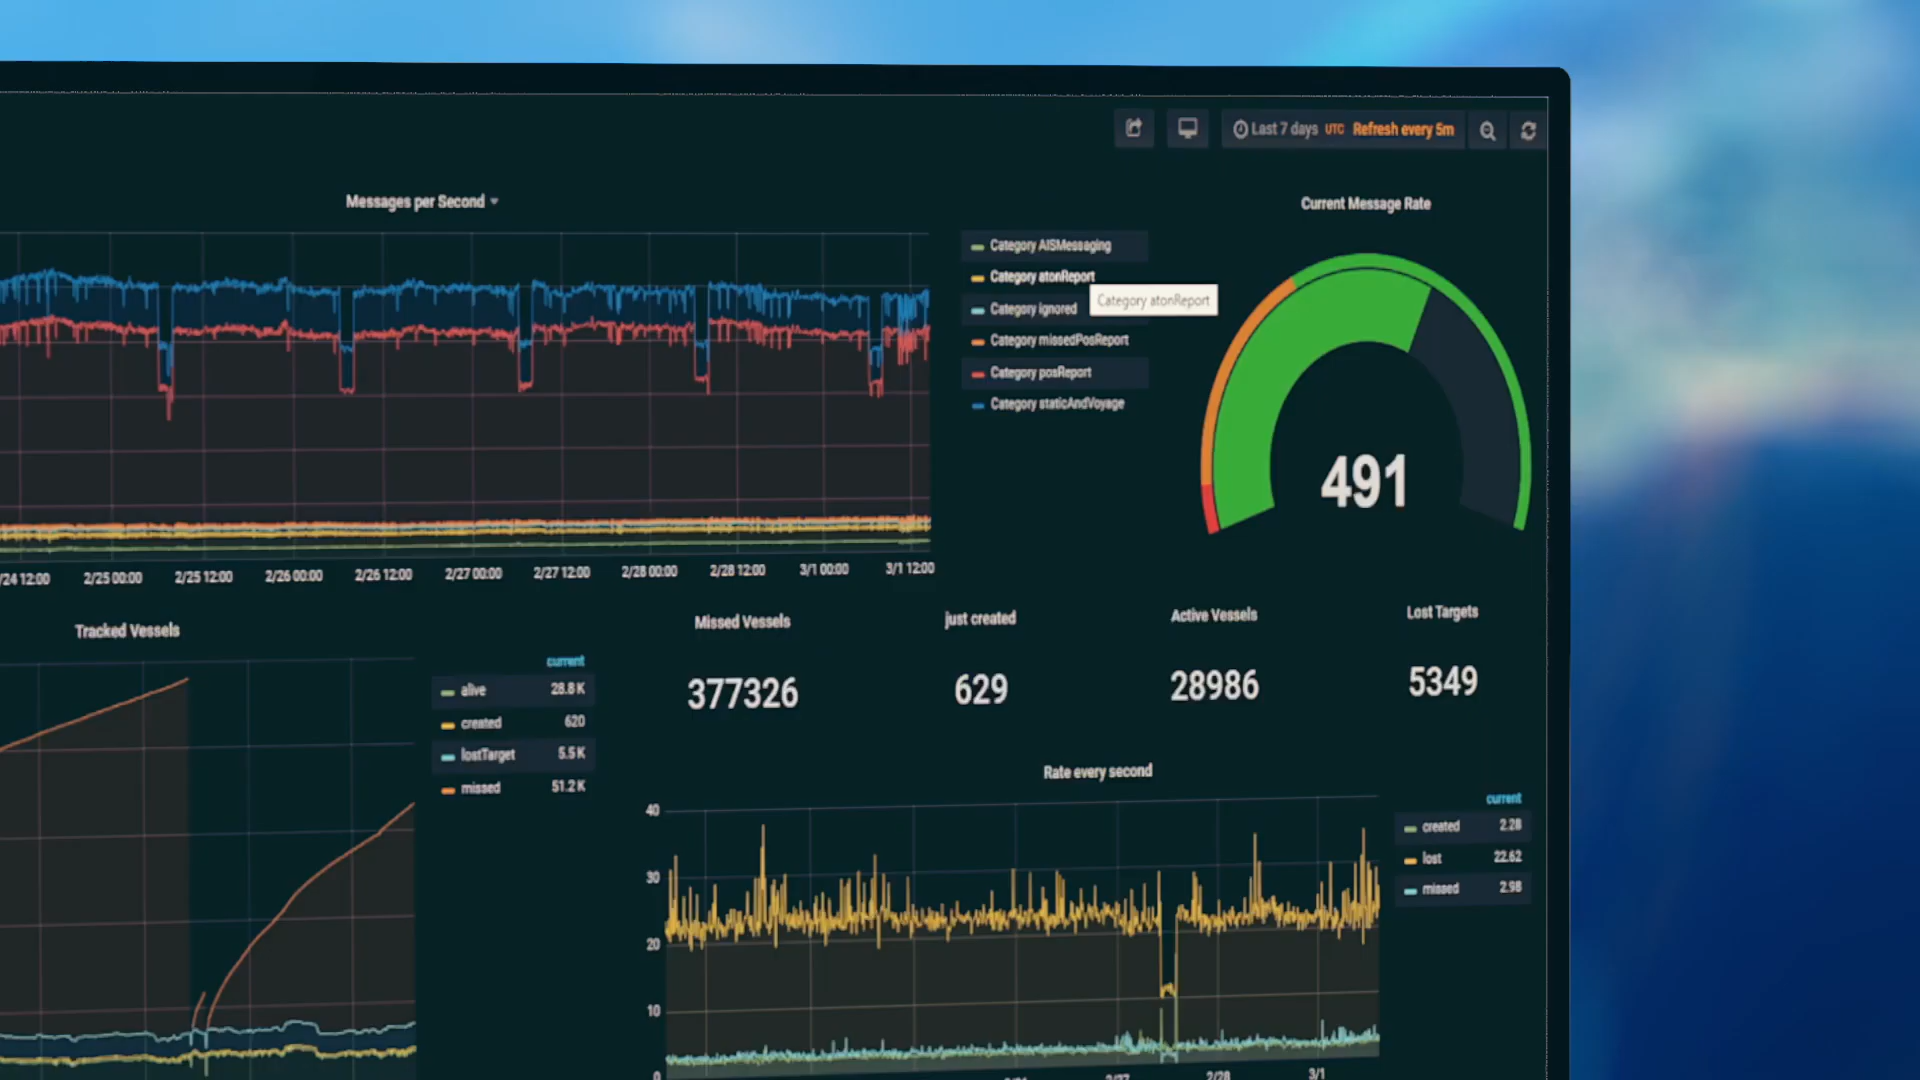 Last 7 days UTC Refresh every 5m
Messages per Second
Current Message Rate
Category AISMessaging
Category atonReport
Category atonReport
Category ignored
Category missedPosReport
Category posReport
Category staticAndVoyage
491
/24 12:00 2/25 00:00 2/25 12:00 2/26 00:00 2/26 12:00 2/27 00:00 2/27 12:00 2/28 00:00 2/28 12:00 3/1 00:00 3/1 12:00
Tracked Vessels
current
alive 28.8 K
created 620
lostTarget 5.5 K
missed 51.2 K
Missed Vessels
377326
just created
629
Active Vessels
28986
Lost Targets
5349
Rate every second
40
30
20
10
0
2/27 2/28 3/1
current
created 2.28
lost 22.62
missed 2.98